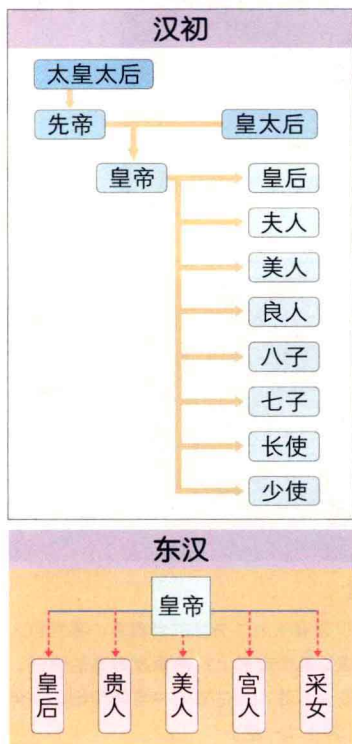 汉初
太皇太后
先帝 皇太后
皇帝 皇后
夫人
美人
良人
八子
七子
长使
少使
东汉
皇帝
皇后 贵人 美人 宫人 采女